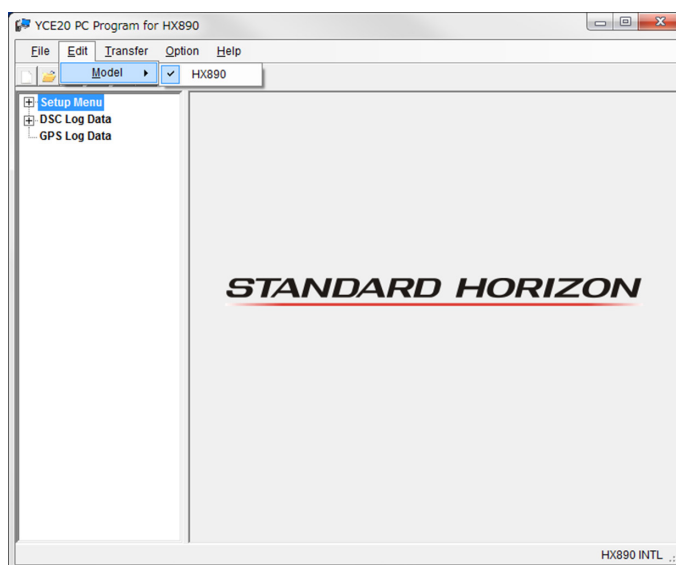 YCE20 PC Program for HX890
File Edit Transfer Option Help
Model HX890
Setup Menu
DSC Log Data
GPS Log Data
STANDARD HORIZON
HX890 INTL